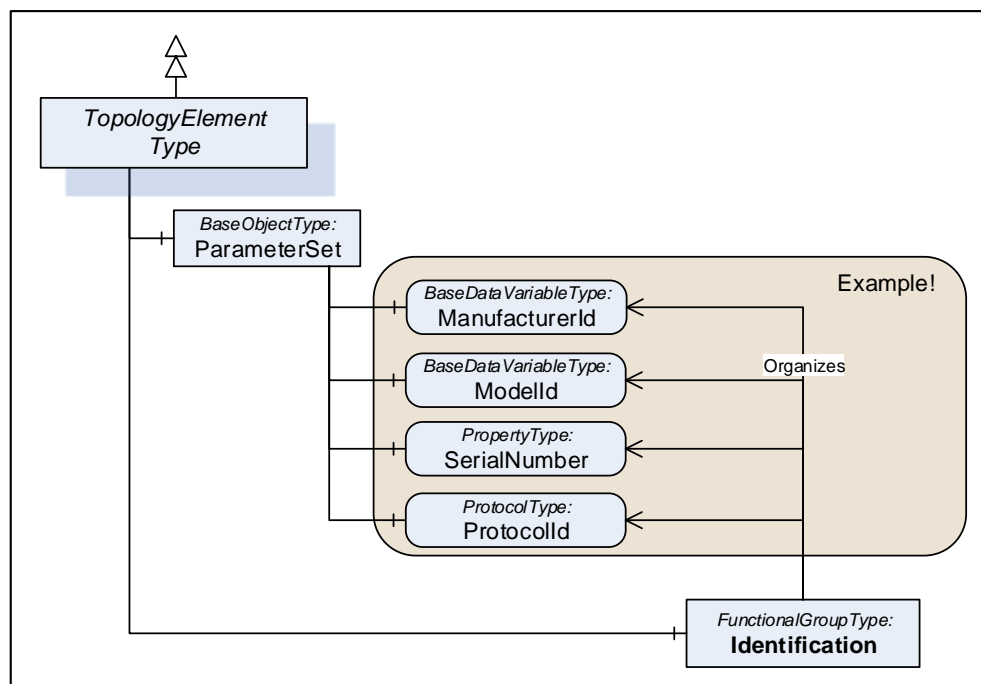 TopologyElement
Type
BaseObjectType:
ParameterSet
Example!
BaseDataVariableType:
ManufacturerId
Organizes
BaseDataVariableType:
ModelId
PropertyType:
SerialNumber
ProtocolType:
ProtocolId
FunctionalGroupType:
Identification